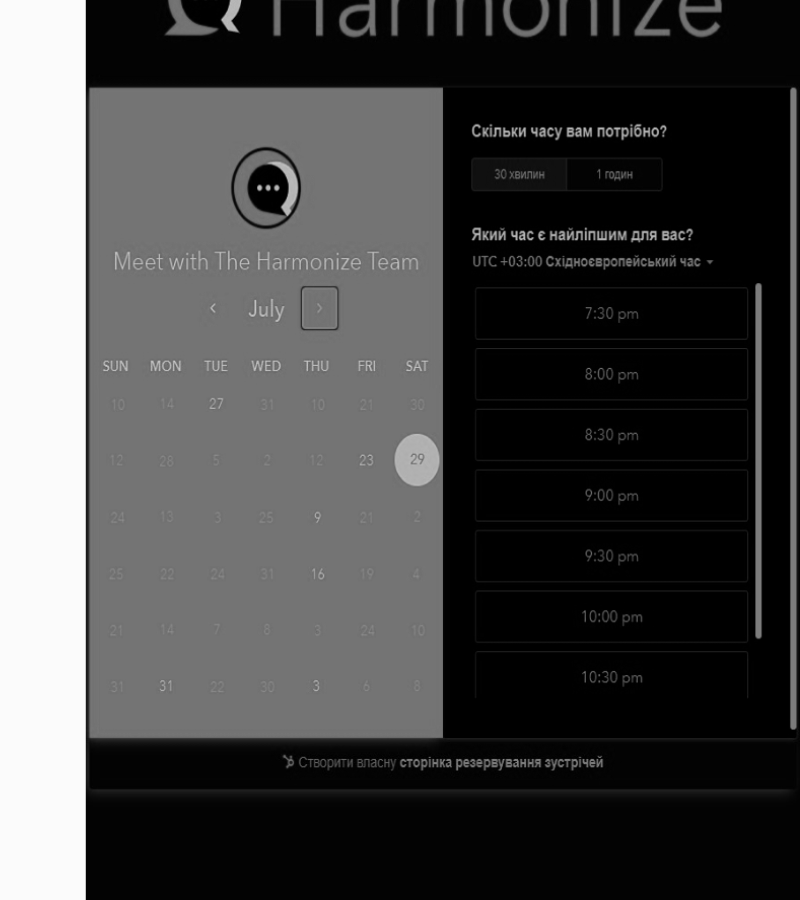 Harmonize
Meet with The Harmonize Team
July
SUN MON TUE WED THU FRI SAT
10 14 27 31 10 21 30
12 28 5 2 12 23 29
24 13 3 25 9 21 2
25 22 24 31 16 19 4
21 14 7 8 3 24 10
31 31 22 30 3 6 8
Скільки часу вам потрібно?
30 хвилин 1 годин
Який час є найліпшим для вас?
UTC +03:00 Східноєвропейський час
7:30 pm
8:00 pm
8:30 pm
9:00 pm
9:30 pm
10:00 pm
10:30 pm
Створити власну сторінка резервування зустрічей